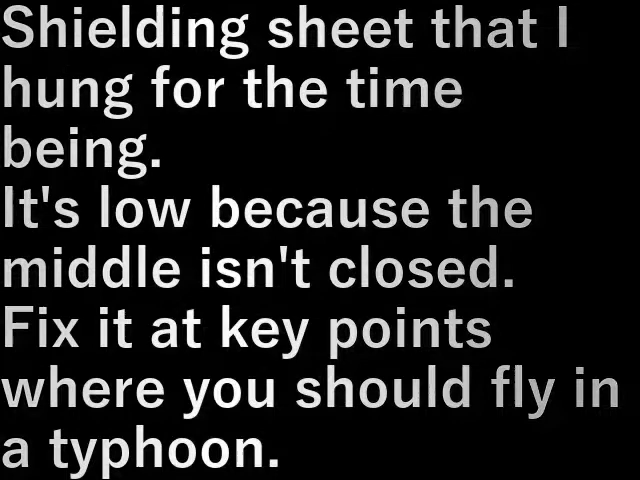 Shielding sheet that I
hung for the time
being.
It's low because the
middle isn't closed.
Fix it at key points
where you should fly in
a typhoon.